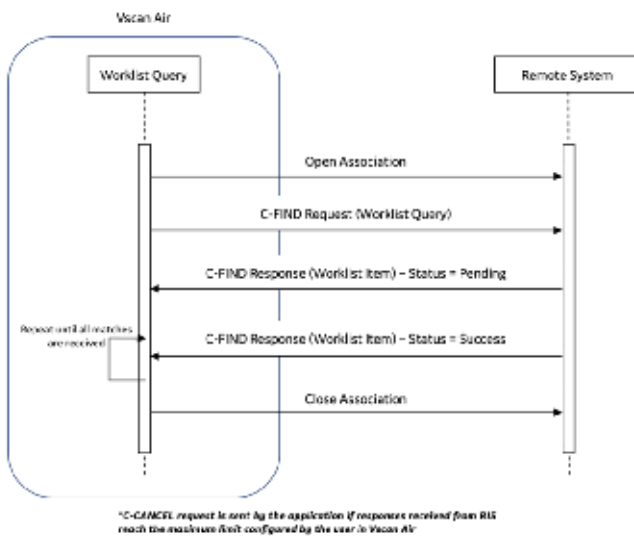 Vscan Air
Worklist Query
Remote System
Open Association
C-FIND Request (Worklist Query)
C-FIND Response (Worklist Item) – Status = Pending
Repeat until all matches
are received
C-FIND Response (Worklist Item) – Status = Success
Close Association
*C-CANCEL request is sent by the application if responses received from RIS
reach the maximum limit configured by the user in Vscan Air